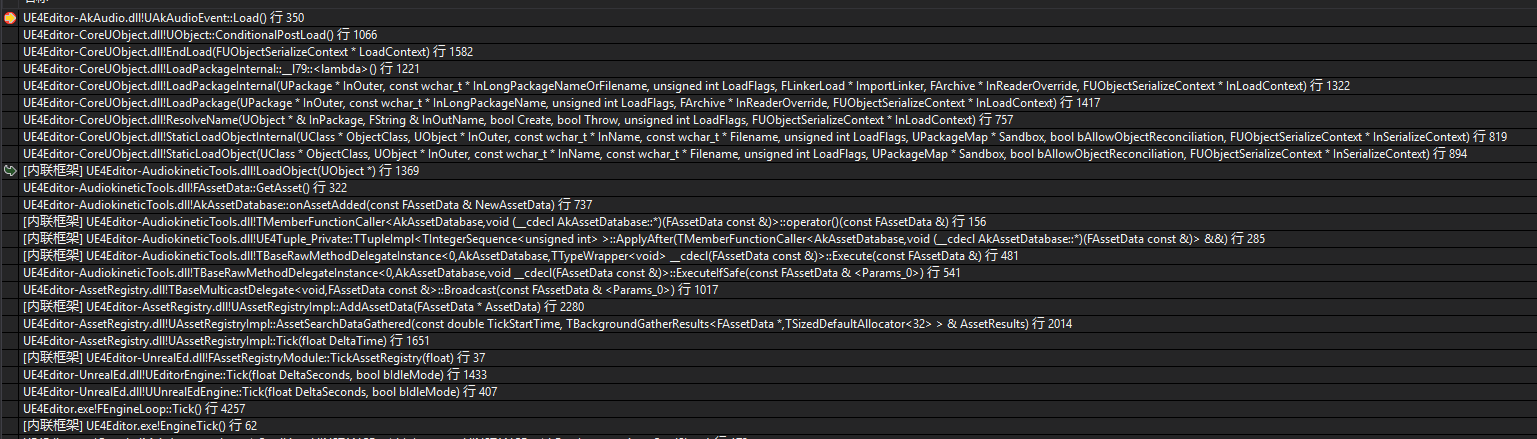 UE4Editor-AkAudio.dll!UAkAudioEvent::Load() 行 350
UE4Editor-CoreUObject.dll!UObject::ConditionalPostLoad() 行 1066
UE4Editor-CoreUObject.dll!EndLoad(FUObjectSerializeContext * LoadContext) 行 1582
UE4Editor-CoreUObject.dll!LoadPackageInternal::__l79::<lambda>() 行 1221
UE4Editor-CoreUObject.dll!LoadPackageInternal(UPackage * InOuter, const wchar_t * InLongPackageNameOrFilename, unsigned int LoadFlags, FLinkerLoad * ImportLinker, FArchive * InReaderOverride, FUObjectSerializeContext * InLoadContext) 行 1322
UE4Editor-CoreUObject.dll!LoadPackage(UPackage * InOuter, const wchar_t * InLongPackageName, unsigned int LoadFlags, FArchive * InReaderOverride, FUObjectSerializeContext * InLoadContext) 行 1417
UE4Editor-CoreUObject.dll!ResolveName(UObject * & InPackage, FString & InOutName, bool Create, bool Throw, unsigned int LoadFlags, FUObjectSerializeContext * InLoadContext) 行 757
UE4Editor-CoreUObject.dll!StaticLoadObjectInternal(UClass * ObjectClass, UObject * InOuter, const wchar_t * InName, const wchar_t * Filename, unsigned int LoadFlags, UPackageMap * Sandbox, bool bAllowObjectReconciliation, FUObjectSerializeContext * InSerializeContext) 行 819
UE4Editor-CoreUObject.dll!StaticLoadObject(UClass * ObjectClass, UObject * InOuter, const wchar_t * InName, const wchar_t * Filename, unsigned int LoadFlags, UPackageMap * Sandbox, bool bAllowObjectReconciliation, FUObjectSerializeContext * InSerializeContext) 行 894
[内联框架] UE4Editor-AudiokineticTools.dll!LoadObject(UObject *) 行 1369
UE4Editor-AudiokineticTools.dll!FAssetData::GetAsset() 行 322
UE4Editor-AudiokineticTools.dll!AkAssetDatabase::onAssetAdded(const FAssetData & NewAssetData) 行 737
[内联框架] UE4Editor-AudiokineticTools.dll!TMemberFunctionCaller<AkAssetDatabase,void (__cdecl AkAssetDatabase::*)(FAssetData const &)>::operator()(const FAssetData &) 行 156
[内联框架] UE4Editor-AudiokineticTools.dll!UE4Tuple_Private::TTupleImpl<TIntegerSequence<unsigned int> >::ApplyAfter(TMemberFunctionCaller<AkAssetDatabase,void (__cdecl AkAssetDatabase::*)(FAssetData const &)> &&) 行 285
[内联框架] UE4Editor-AudiokineticTools.dll!TBaseRawMethodDelegateInstance<0,AkAssetDatabase,TTypeWrapper<void> __cdecl(FAssetData const &)>::Execute(const FAssetData &) 行 481
UE4Editor-AudiokineticTools.dll!TBaseRawMethodDelegateInstance<0,AkAssetDatabase,void __cdecl(FAssetData const &)>::ExecuteIfSafe(const FAssetData & <Params_0>) 行 541
UE4Editor-AssetRegistry.dll!TBaseMulticastDelegate<void,FAssetData const &>::Broadcast(const FAssetData & <Params_0>) 行 1017
[内联框架] UE4Editor-AssetRegistry.dll!UAssetRegistryImpl::AddAssetData(FAssetData * AssetData) 行 2280
UE4Editor-AssetRegistry.dll!UAssetRegistryImpl::AssetSearchDataGathered(const double TickStartTime, TBackgroundGatherResults<FAssetData *,TSizedDefaultAllocator<32> > & AssetResults) 行 2014
UE4Editor-AssetRegistry.dll!UAssetRegistryImpl::Tick(float DeltaTime) 行 1651
[内联框架] UE4Editor-UnrealEd.dll!FAssetRegistryModule::TickAssetRegistry(float) 行 37
UE4Editor-UnrealEd.dll!UEditorEngine::Tick(float DeltaSeconds, bool bIdleMode) 行 1433
UE4Editor-UnrealEd.dll!UUnrealEdEngine::Tick(float DeltaSeconds, bool bIdleMode) 行 407
UE4Editor.exe!FEngineLoop::Tick() 行 4257
[内联框架] UE4Editor.exe!EngineTick() 行 62